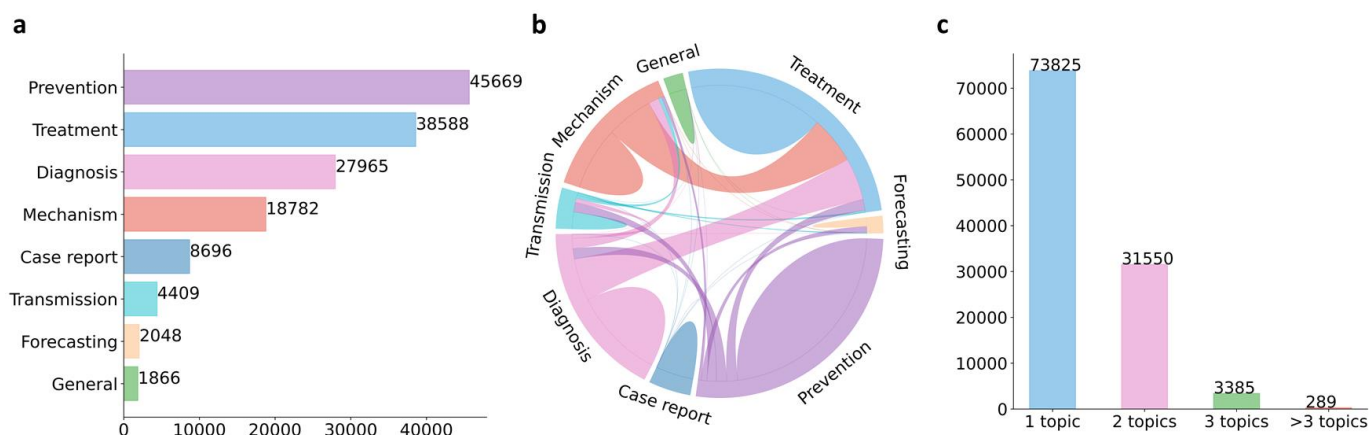 a
Prevention 45669
Treatment 38588
Diagnosis 27965
Mechanism 18782
Case report 8696
Transmission 4409
Forecasting 2048
General 1866
0 10000 20000 30000 40000
b
General
Treatment
Mechanism
Transmission
Forecasting
Diagnosis
Prevention
Case report
c
73825
70000
60000
50000
40000
31550
30000
20000
10000
3385
289
0
1 topic 2 topics 3 topics >3 topics